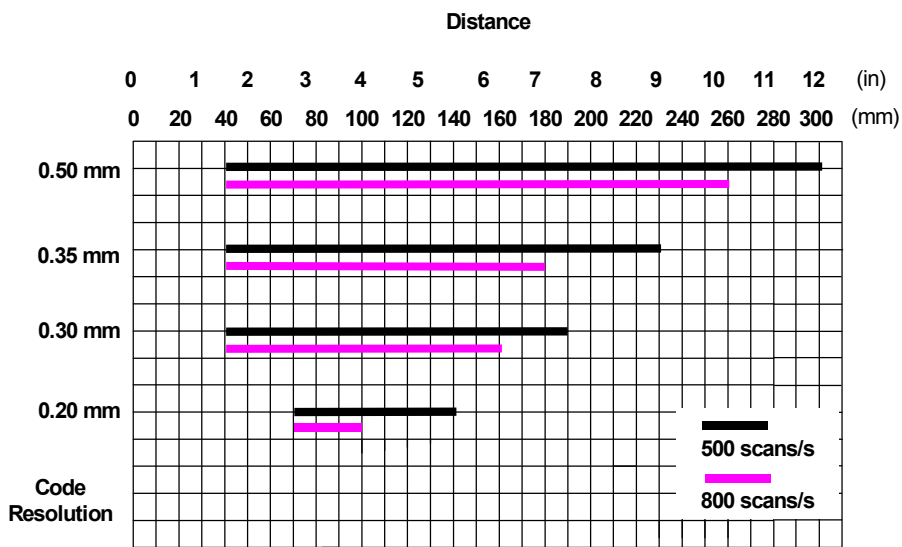 Distance
0 1 2 3 4 5 6 7 8 9 10 11 12 (in)
0 20 40 60 80 100 120 140 160 180 200 220 240 260 280 300 (mm)
0.50 mm
0.35 mm
0.30 mm
0.20 mm
500 scans/s
800 scans/s
Code
Resolution